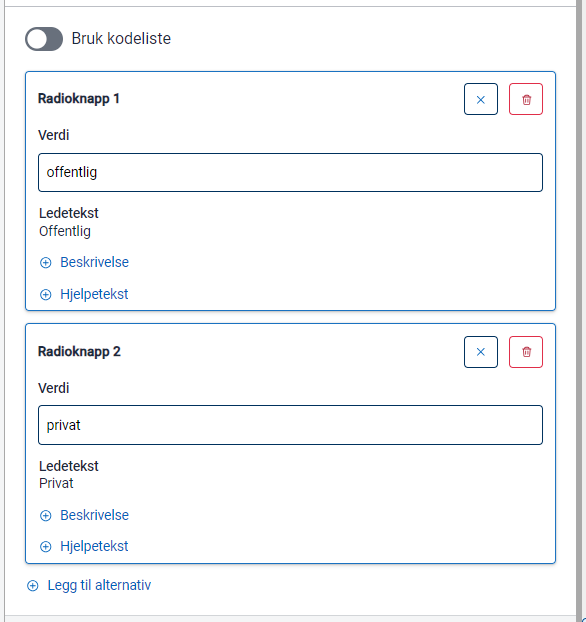 Bruk kodeliste
Radioknapp 1
Verdi
offentlig
Ledetekst
Offentlig
Beskrivelse
Hjelpetekst
Radioknapp 2
Verdi
privat
Ledetekst
Privat
Beskrivelse
Hjelpetekst
Legg til alternativ